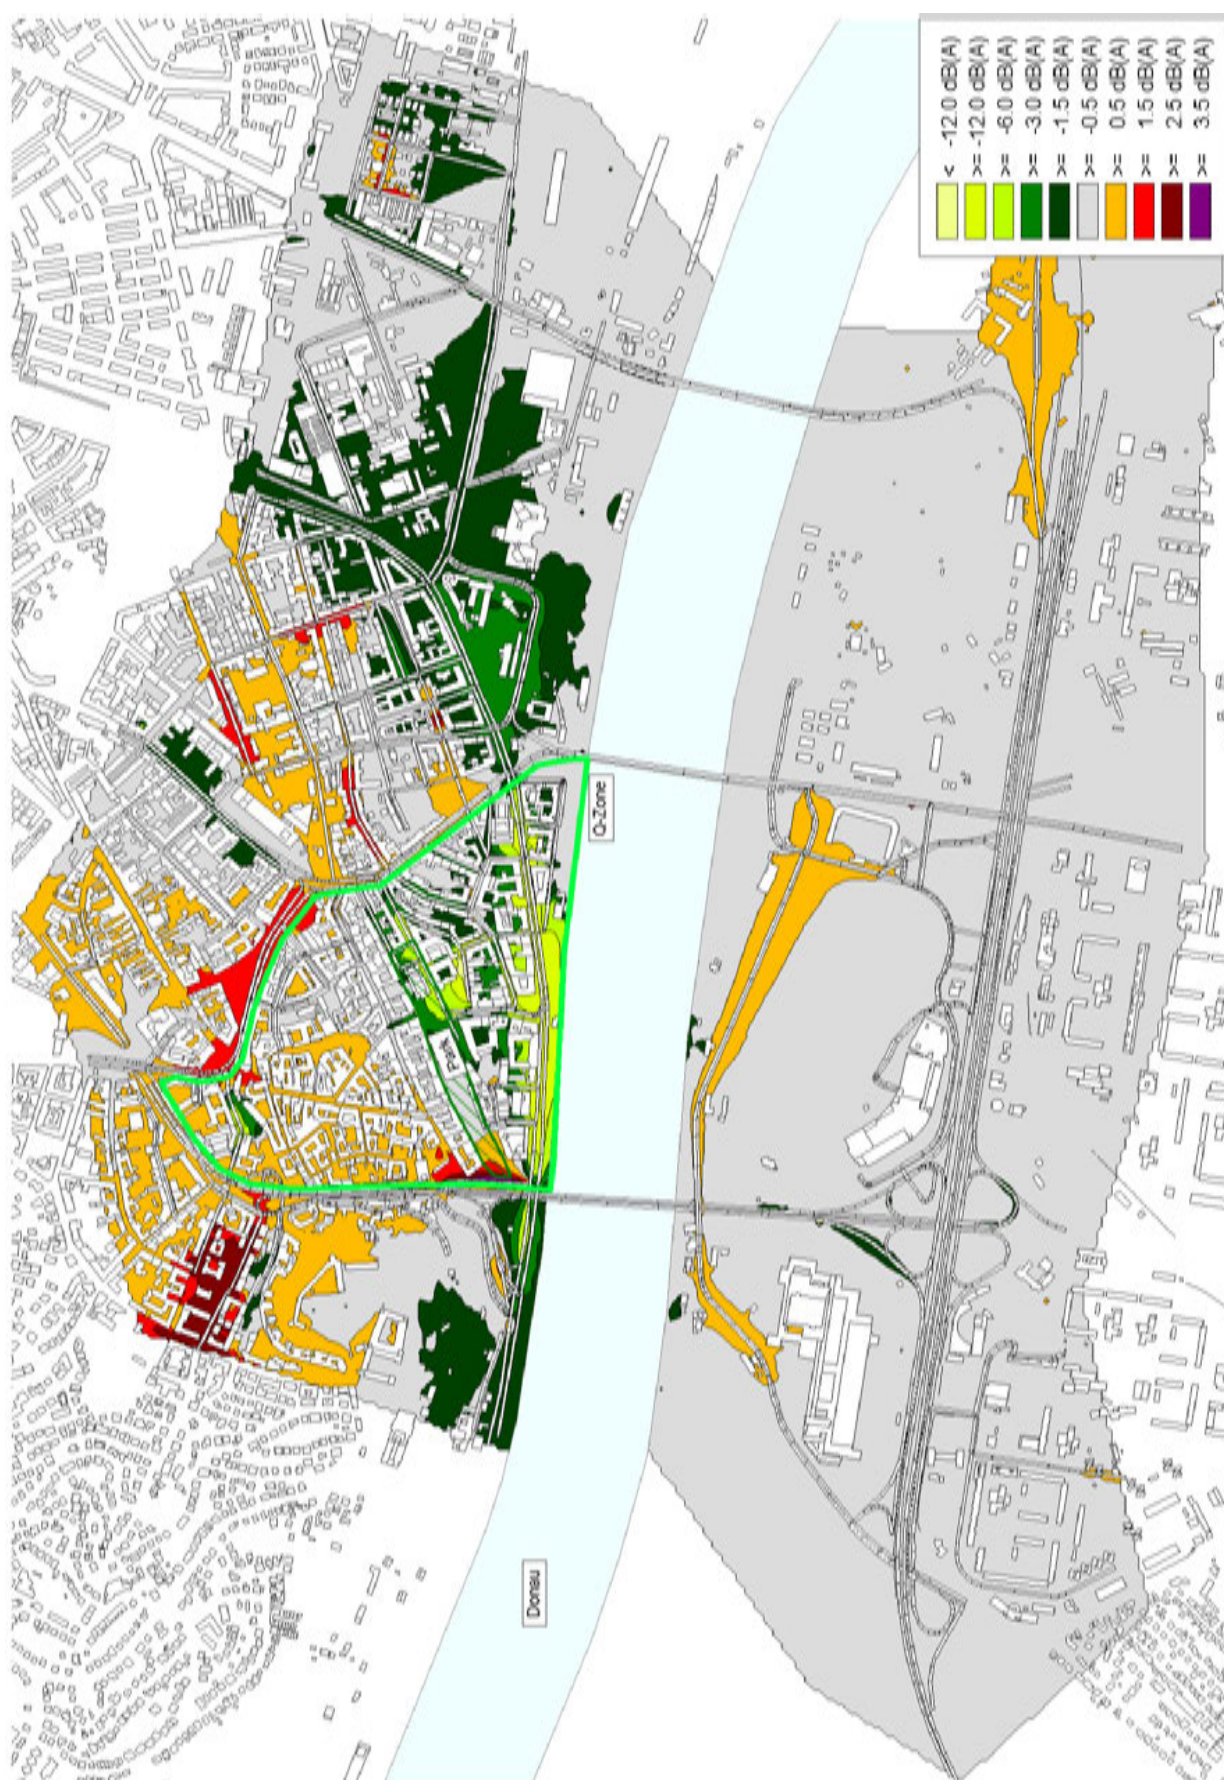 < -12.0 dB(A)
>= -12.0 dB(A)
>= -6.0 dB(A)
>= -3.0 dB(A)
>= -1.5 dB(A)
>= -0.5 dB(A)
>= 0.5 dB(A)
>= 1.5 dB(A)
>= 2.5 dB(A)
>= 3.5 dB(A)
Q-Zone
Park
Donau